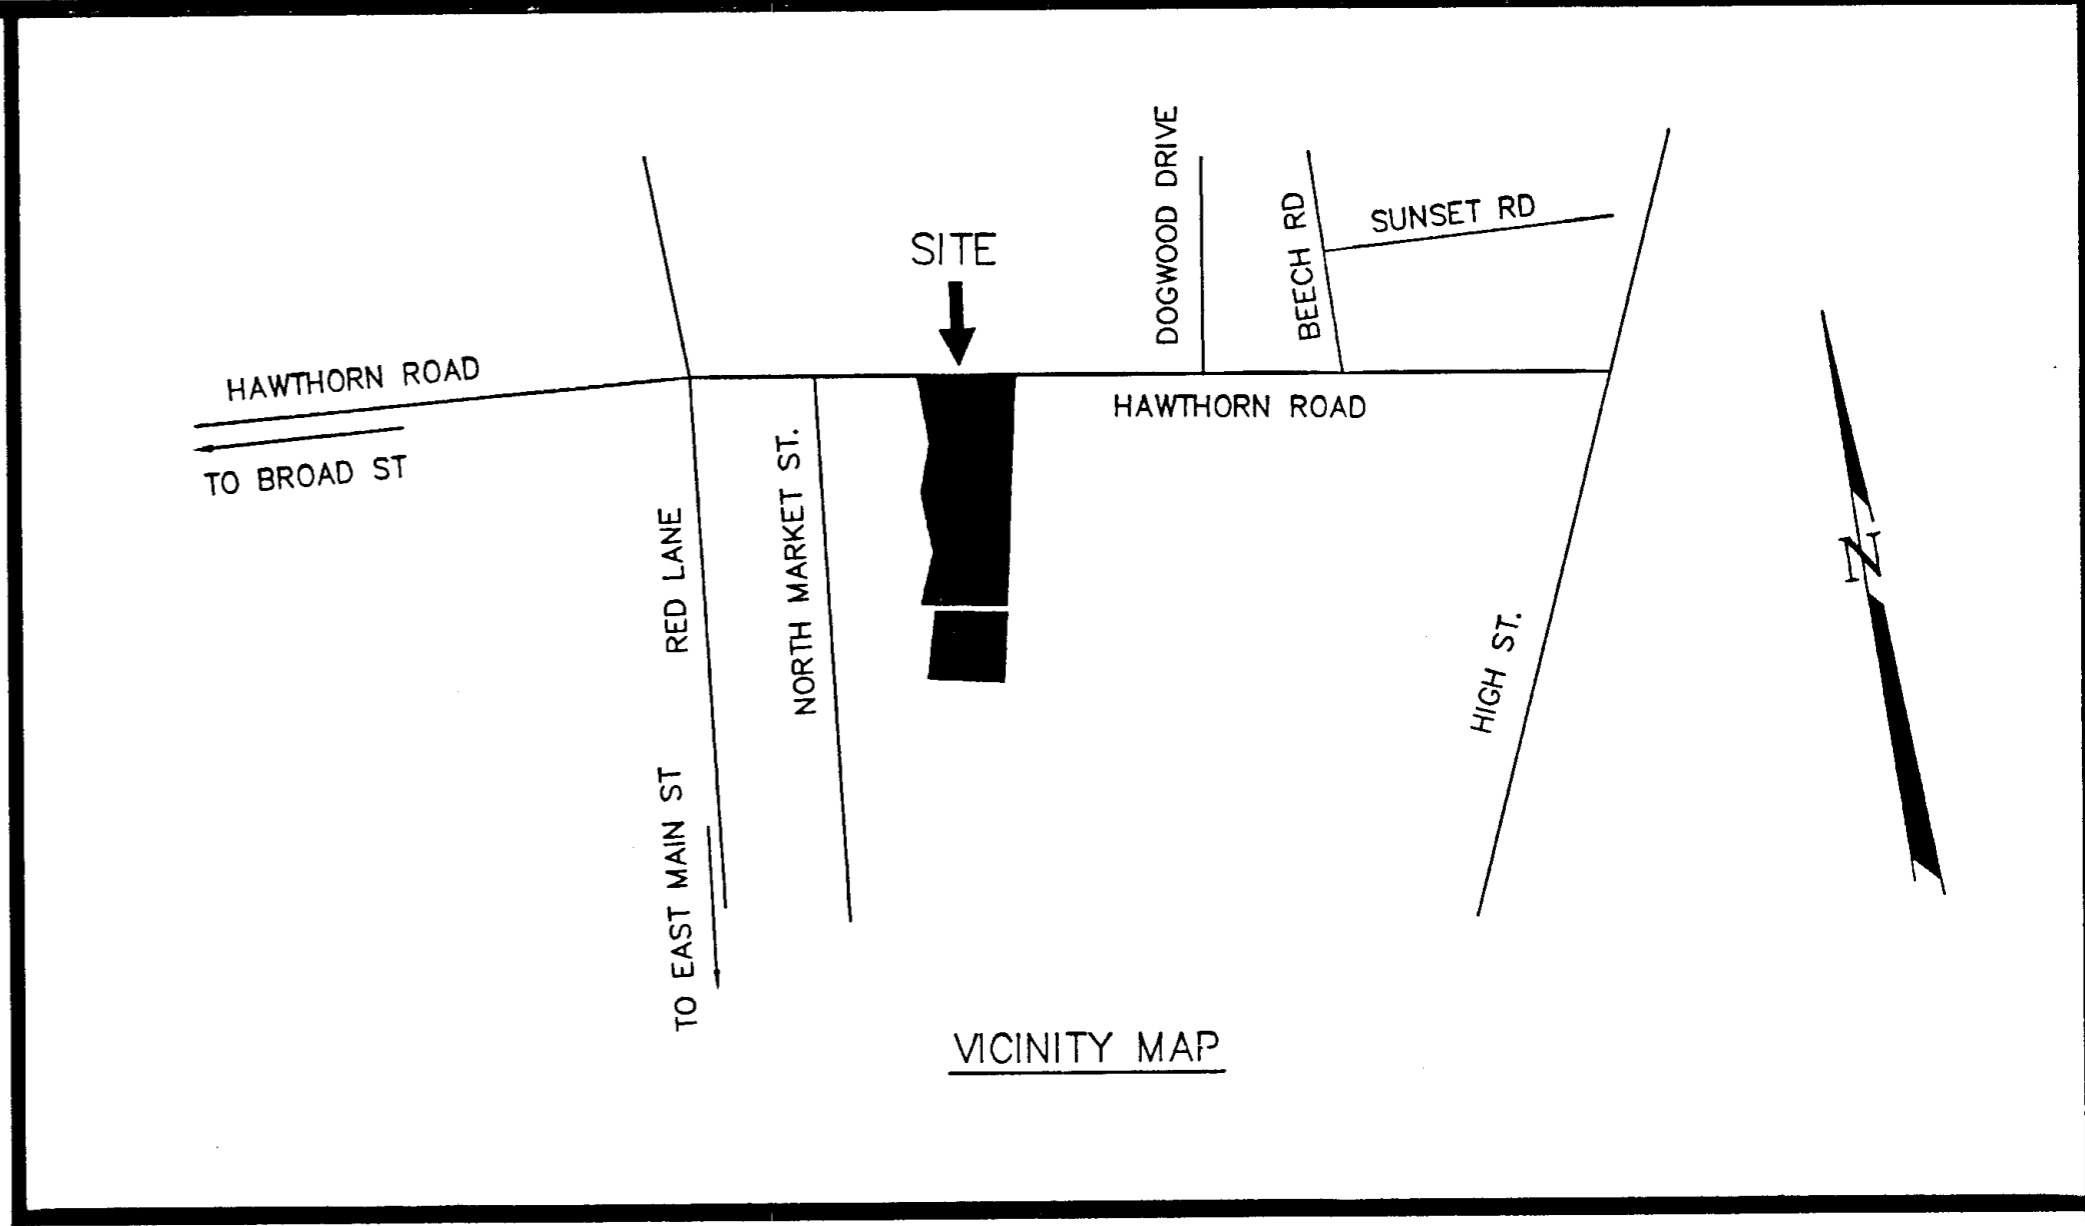 DOGWOOD DRIVE
BEECH RD
SUNSET RD
SITE
HAWTHORN ROAD
TO BROAD ST
HAWTHORN ROAD
RED LANE
NORTH MARKET ST.
HIGH ST.
N
TO EAST MAIN ST
VICINITY MAP